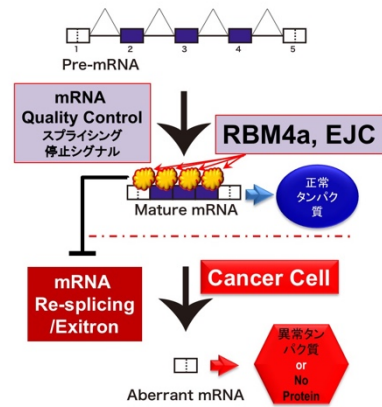 1 2 3 4 5
Pre-mRNA
mRNA
Quality Control
スプライシング
停止シグナル
RBM4a, EJC
Mature mRNA
正常
タンパク
質
mRNA
Re-splicing
/Exitron
Cancer Cell
Aberrant mRNA
異常タン
パク質
or
No
Protein